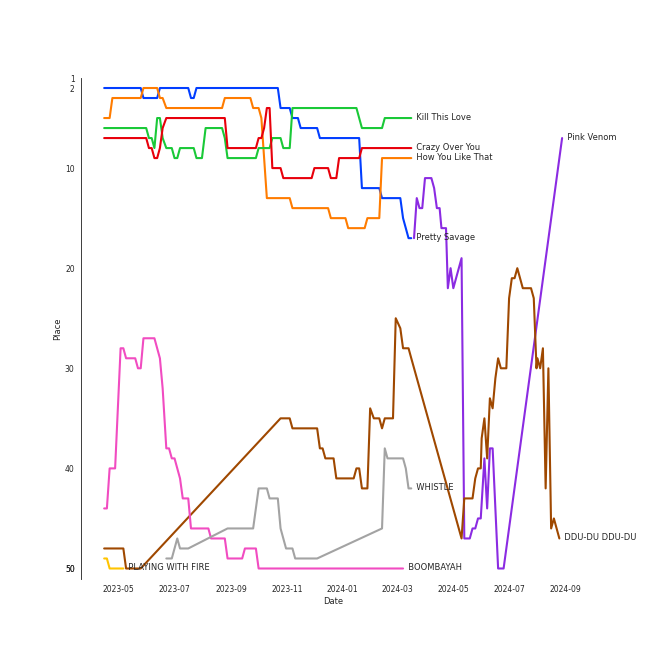 1
2
Pink Venom
Kill This Love
Crazy Over You
How You Like That
10
20
Pretty Savage
Place
30
40
WHISTLE
DDU-DU DDU-DU
50
PLAYING WITH FIRE
BOOMBAYAH
2023-05 2023-07 2023-09 2023-11 2024-01 2024-05 2024-07 2024-09
Date